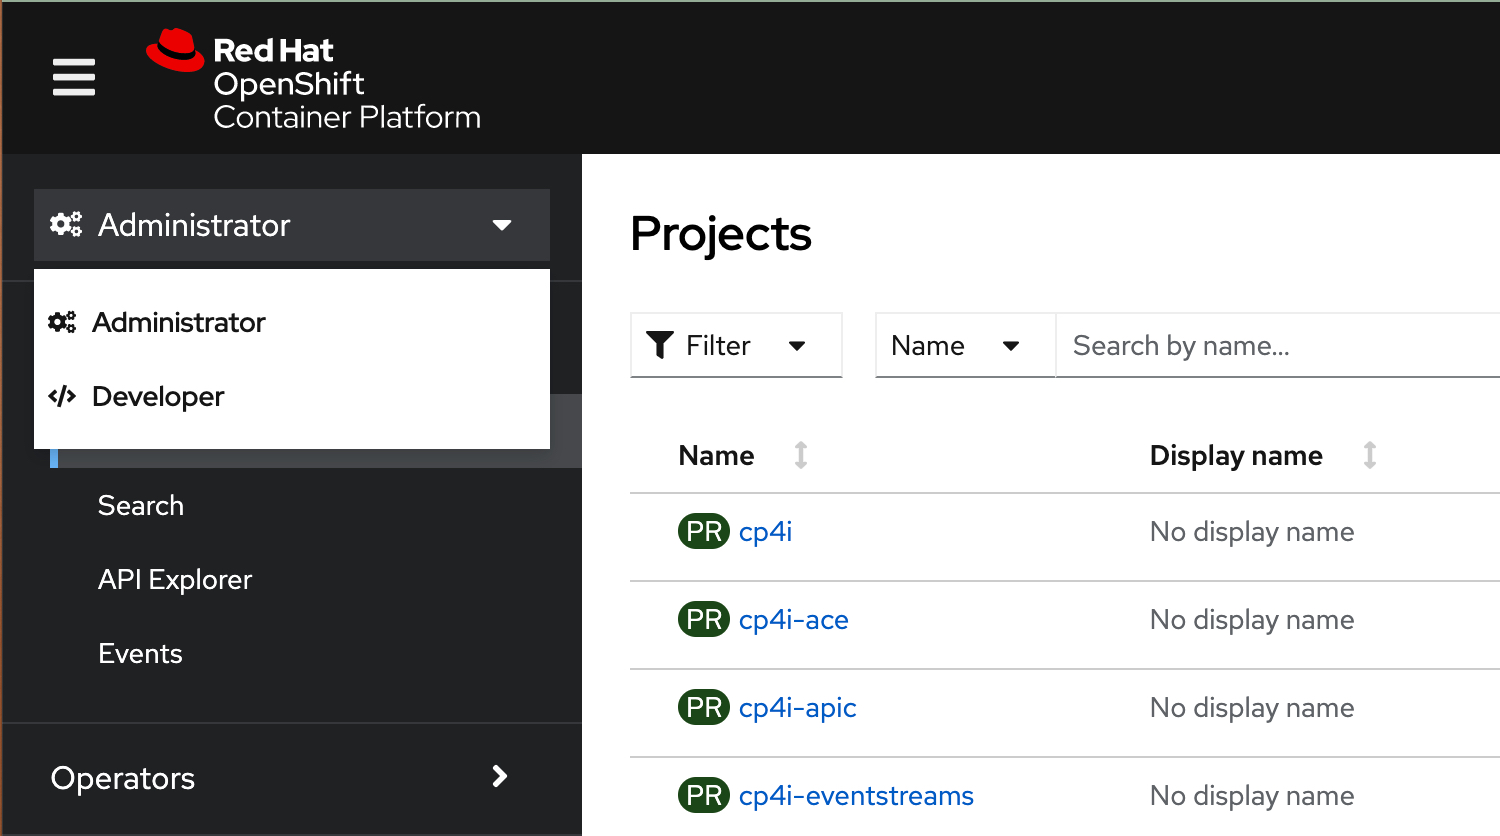 Red Hat
OpenShift
Container Platform
Administrator
Administrator
Developer
Search
API Explorer
Events
Operators
Projects
Filter
Name
Search by name...
Name
Display name
PR cp4i
No display name
PR cp4i-ace
No display name
PR cp4i-apic
No display name
PR cp4i-eventstreams
No display name